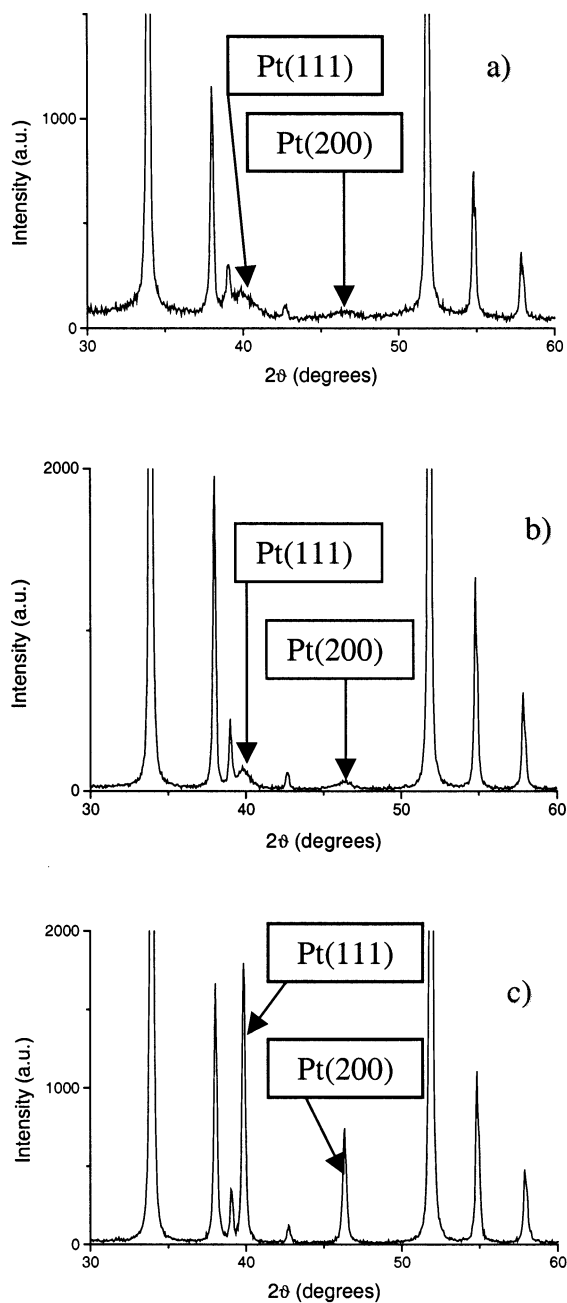 Pt(111)
a)
Pt(200)
Intensity (a.u.)
1000
0
30 40 50 60
2ϑ (degrees)
2000
b)
Pt(111)
Pt(200)
Intensity (a.u.)
0
30 40 50 60
2ϑ (degrees)
2000
Pt(111)
c)
Pt(200)
1000
Intensity (a.u.)
0
30 40 50 60
2ϑ (degrees)